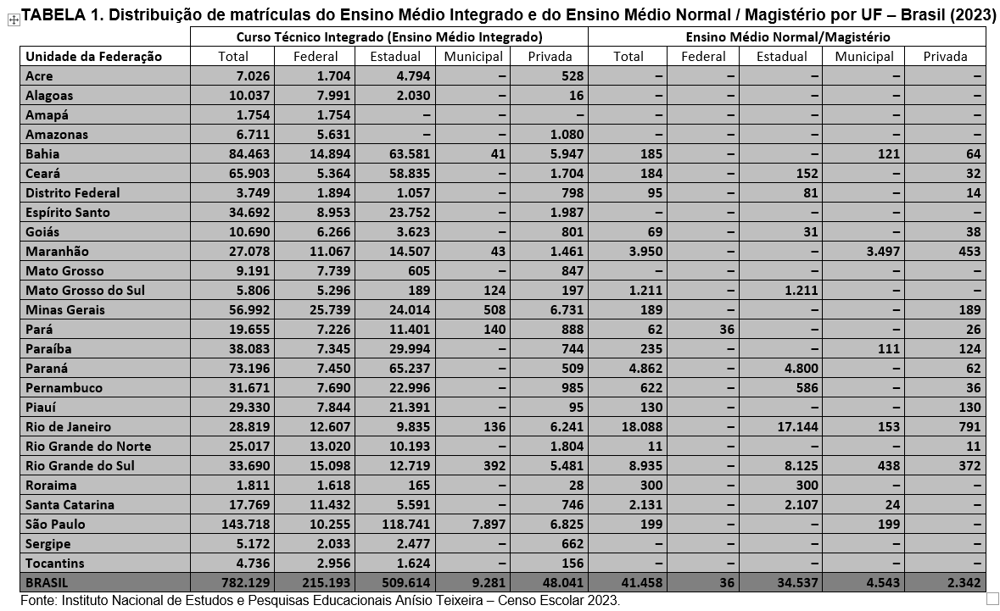 TABELA 1. Distribuição de matrículas do Ensino Médio Integrado e do Ensino Médio Normal / Magistério por UF – Brasil (2023)
Curso Técnico Integrado (Ensino Médio Integrado) Ensino Médio Normal/Magistério
Unidade da Federação Total Federal Estadual Municipal Privada Total Federal Estadual Municipal Privada
Acre 7.026 1.704 4.794 – 528 – – – – –
Alagoas 10.037 7.991 2.030 – 16 – – – – –
Amapá 1.754 1.754 – – – – – – – –
Amazonas 6.711 5.631 – – 1.080 – – – – –
Bahia 84.463 14.894 63.581 41 5.947 185 – – 121 64
Ceará 65.903 5.364 58.835 – 1.704 184 – 152 – 32
Distrito Federal 3.749 1.894 1.057 – 798 95 – 81 – 14
Espírito Santo 34.692 8.953 23.752 – 1.987 – – – – –
Goiás 10.690 6.266 3.623 – 801 69 – 31 – 38
Maranhão 27.078 11.067 14.507 43 1.461 3.950 – – 3.497 453
Mato Grosso 9.191 7.739 605 – 847 – – – – –
Mato Grosso do Sul 5.806 5.296 189 124 197 1.211 – 1.211 – –
Minas Gerais 56.992 25.739 24.014 508 6.731 189 – – – 189
Pará 19.655 7.226 11.401 140 888 62 36 – – 26
Paraíba 38.083 7.345 29.994 – 744 235 – – 111 124
Paraná 73.196 7.450 65.237 – 509 4.862 – 4.800 – 62
Pernambuco 31.671 7.690 22.996 – 985 622 – 586 – 36
Piauí 29.330 7.844 21.391 – 95 130 – – – 130
Rio de Janeiro 28.819 12.607 9.835 136 6.241 18.088 – 17.144 153 791
Rio Grande do Norte 25.017 13.020 10.193 – 1.804 11 – – – 11
Rio Grande do Sul 33.690 15.098 12.719 392 5.481 8.935 – 8.125 438 372
Roraima 1.811 1.618 165 – 28 300 – 300 – –
Santa Catarina 17.769 11.432 5.591 – 746 2.131 – 2.107 24 –
São Paulo 143.718 10.255 118.741 7.897 6.825 199 – – 199 –
Sergipe 5.172 2.033 2.477 – 662 – – – – –
Tocantins 4.736 2.956 1.624 – 156 – – – – –
BRASIL 782.129 215.193 509.614 9.281 48.041 41.458 36 34.537 4.543 2.342
Fonte: Instituto Nacional de Estudos e Pesquisas Educacionais Anísio Teixeira – Censo Escolar 2023.